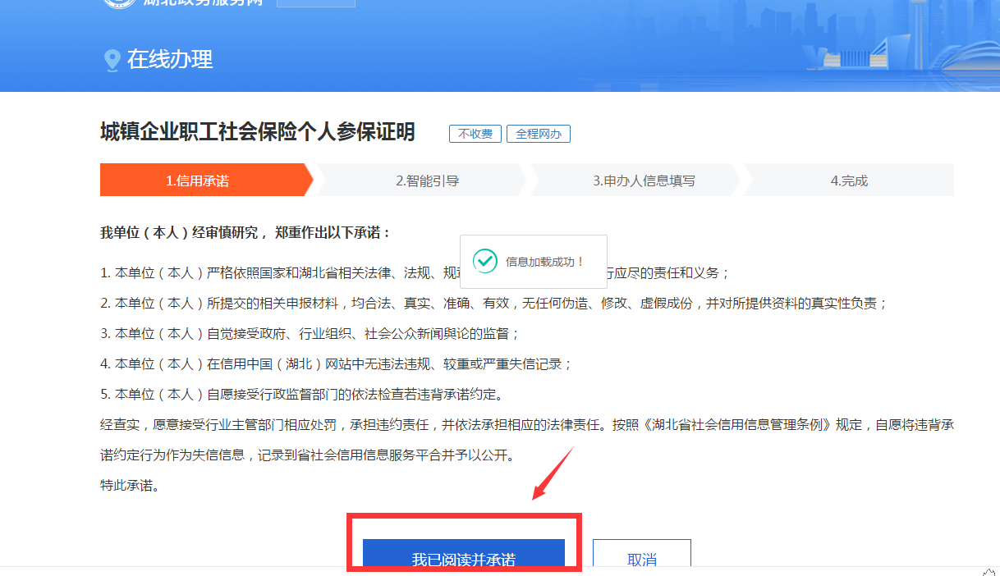 湖北政务服务网
在线办理
城镇企业职工社会保险个人参保证明 不收费 全程网办
1.信用承诺 2.智能引导 3.申办人信息填写 4.完成
我单位（本人）经审慎研究， 郑重作出以下承诺：
信息加载成功！
1. 本单位（本人）严格依照国家和湖北省相关法律、法规、规 行应尽的责任和义务；
2. 本单位（本人）所提交的相关申报材料，均合法、真实、准确、有效，无任何伪造、修改、虚假成份，并对所提供资料的真实性负责；
3. 本单位（本人）自觉接受政府、行业组织、社会公众新闻舆论的监督；
4. 本单位（本人）在信用中国（湖北）网站中无违法违规、较重或严重失信记录；
5. 本单位（本人）自愿接受行政监督部门的依法检查若违背承诺约定。
经查实，愿意接受行业主管部门相应处罚，承担违约责任，并依法承担相应的法律责任。按照《湖北省社会信用信息管理条例》规定，自愿将违背承
诺约定行为作为失信信息，记录到省社会信用信息服务平合并予以公开。
特此承诺。
我已阅读并承诺 取消